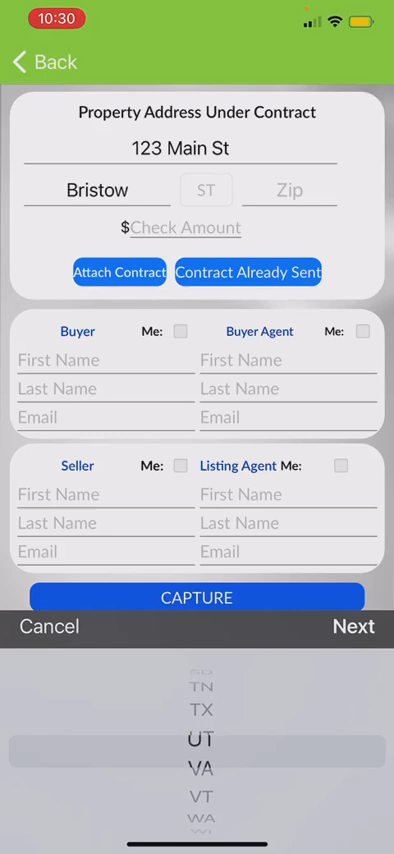 10:30
Back
Property Address Under Contract
123 Main St
Bristow ST Zip
$Check Amount
Attach Contract Contract Already Sent
Buyer Me: Buyer Agent Me:
First Name First Name
Last Name Last Name
Email Email
Seller Me: Listing Agent Me:
First Name First Name
Last Name Last Name
Email Email
CAPTURE
Cancel Next
SD
TN
TX
UT
VA
VT
WA
WI